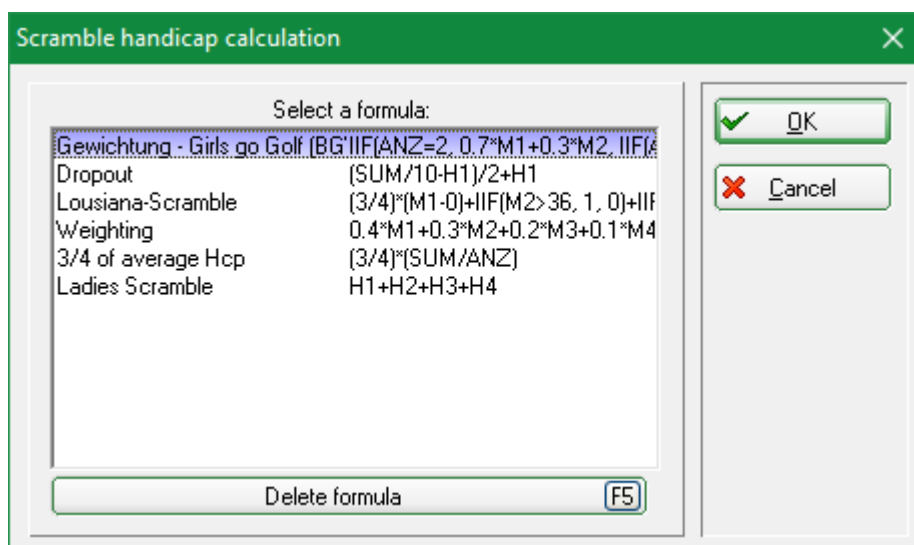 Scramble handicap calculation
Select a formula:
Gewichtung - Girls go Golf (BG'IIF(ANZ=2, 0.7*M1+0.3*M2, IIF(A
Dropout (SUM/10-H1)/2+H1
Lousiana-Scramble (3/4)*(M1-0)+IIF(M2>36, 1, 0)+IIF
Weighting 0.4*M1+0.3*M2+0.2*M3+0.1*M4
3/4 of average Hcp (3/4)*(SUM/ANZ)
Ladies Scramble H1+H2+H3+H4
Delete formula F5
OK
Cancel